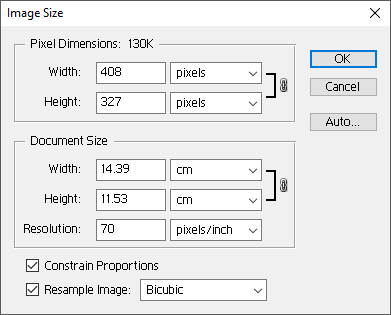 Image Size
Pixel Dimensions: 130K
Width: 408 pixels
Height: 327 pixels
OK
Cancel
Auto...
Document Size
Width: 14.39 cm
Height: 11.53 cm
Resolution: 70 pixels/inch
Constrain Proportions
Resample Image: Bicubic